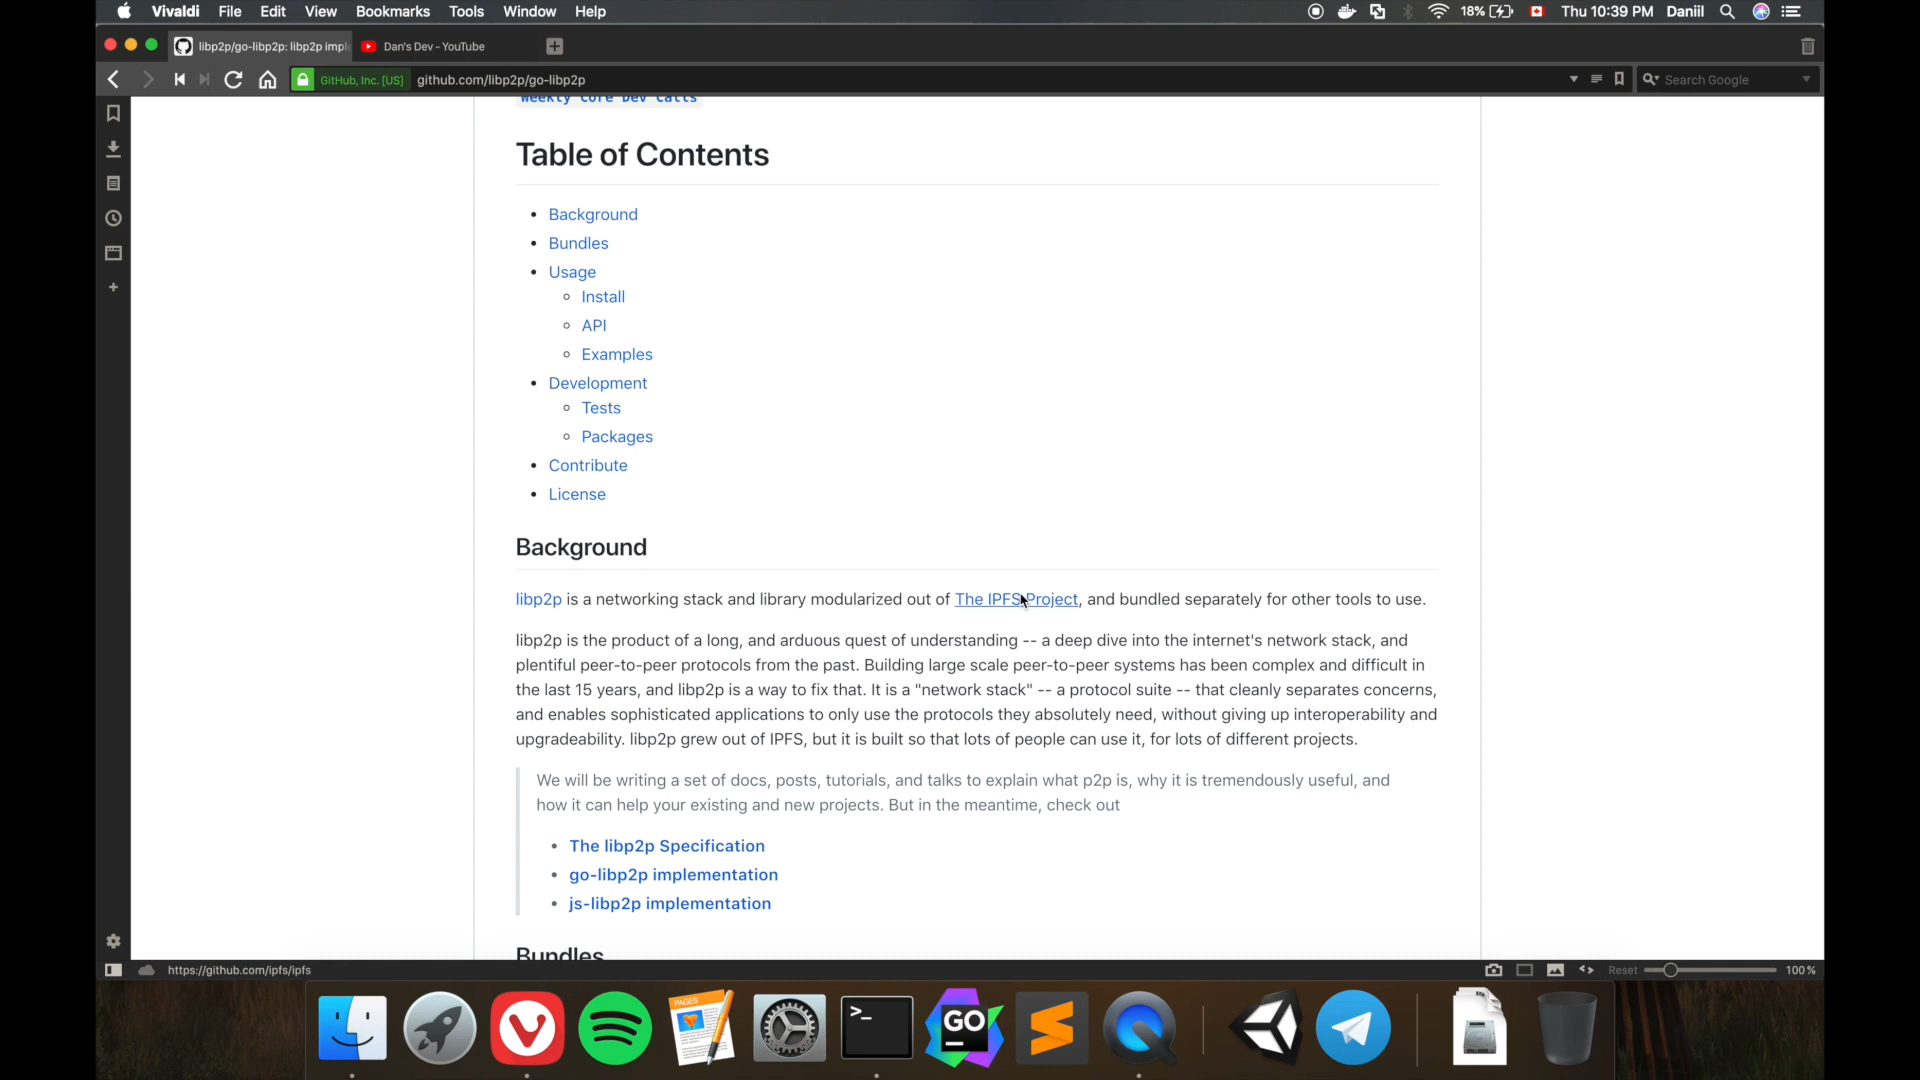 Vivaldi File Edit View Bookmarks Tools Window Help 18% Thu 10:39 PM Daniil
libp2p/go-libp2p: libp2p impl Dan's Dev - YouTube
GitHub, Inc. [US] github.com/libp2p/go-libp2p Search Google
Weekly Core Dev Calls
Table of Contents
Background
Bundles
Usage
Install
API
Examples
Development
Tests
Packages
Contribute
License
Background
libp2p is a networking stack and library modularized out of The IPFS Project, and bundled separately for other tools to use.
libp2p is the product of a long, and arduous quest of understanding -- a deep dive into the internet's network stack, and
plentiful peer-to-peer protocols from the past. Building large scale peer-to-peer systems has been complex and difficult in
the last 15 years, and libp2p is a way to fix that. It is a "network stack" -- a protocol suite -- that cleanly separates concerns,
and enables sophisticated applications to only use the protocols they absolutely need, without giving up interoperability and
upgradeability. libp2p grew out of IPFS, but it is built so that lots of people can use it, for lots of different projects.
We will be writing a set of docs, posts, tutorials, and talks to explain what p2p is, why it is tremendously useful, and
how it can help your existing and new projects. But in the meantime, check out
The libp2p Specification
go-libp2p implementation
js-libp2p implementation
Bundles
https://github.com/ipfs/ipfs Reset 100 %
PAGES >_ GO